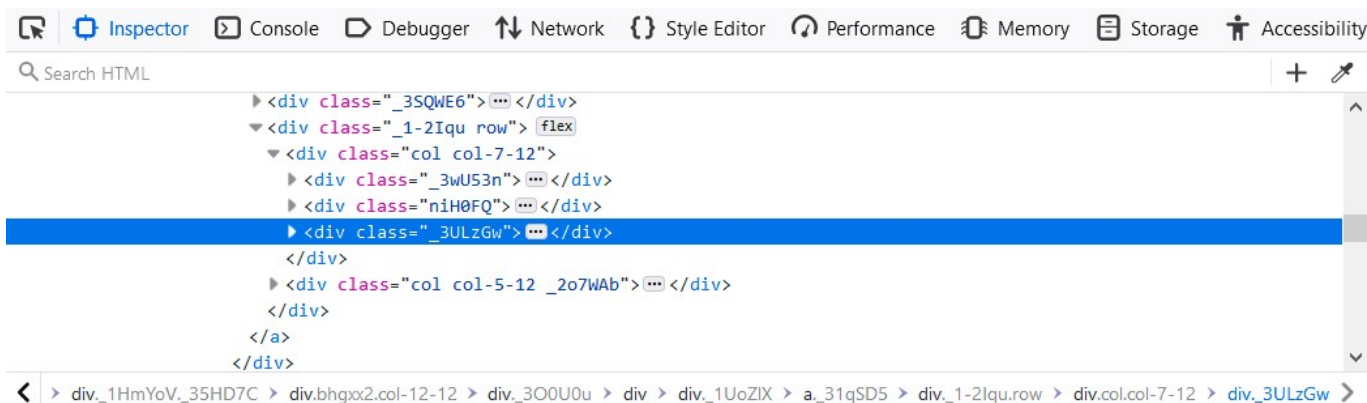 Inspector Console Debugger Network {} Style Editor Performance Memory Storage Accessibility
Search HTML
<div class="_3SQWE6">…</div>
<div class="_1-2Iqu row"> flex
<div class="col col-7-12">
<div class="_3wU53n">…</div>
<div class="niH0FQ">…</div>
<div class="_3ULzGw">…</div>
</div>
<div class="col col-5-12 _2o7WAb">…</div>
</div>
</a>
</div>
div._1HmYoV._35HD7C > div.bhgxx2.col-12-12 > div._3O0U0u > div > div._1UoZlX > a._31qSD5 > div._1-2Iqu.row > div.col.col-7-12 > div._3ULzGw